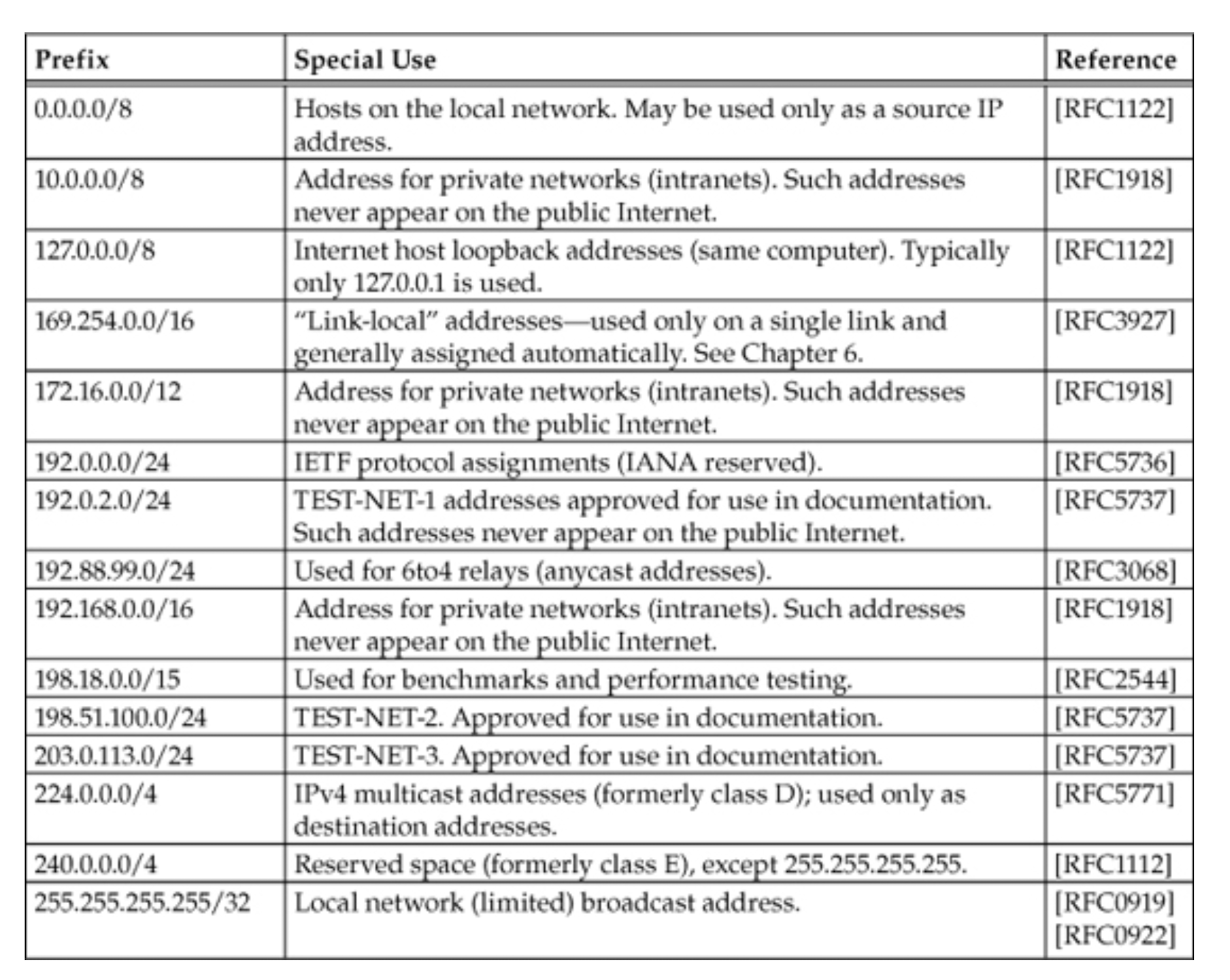 Prefix Special Use Reference
0.0.0.0/8 Hosts on the local network. May be used only as a source IP [RFC1122]
address.
10.0.0.0/8 Address for private networks (intranets). Such addresses [RFC1918]
never appear on the public Internet.
127.0.0.0/8 Internet host loopback addresses (same computer). Typically [RFC1122]
only 127.0.0.1 is used.
169.254.0.0/16 “Link-local” addresses—used only on a single link and [RFC3927]
generally assigned automatically. See Chapter 6.
172.16.0.0/12 Address for private networks (intranets). Such addresses [RFC1918]
never appear on the public Internet.
192.0.0.0/24 IETF protocol assignments (IANA reserved). [RFC5736]
192.0.2.0/24 TEST-NET-1 addresses approved for use in documentation. [RFC5737]
Such addresses never appear on the public Internet.
192.88.99.0/24 Used for 6to4 relays (anycast addresses). [RFC3068]
192.168.0.0/16 Address for private networks (intranets). Such addresses [RFC1918]
never appear on the public Internet.
198.18.0.0/15 Used for benchmarks and performance testing. [RFC2544]
198.51.100.0/24 TEST-NET-2. Approved for use in documentation. [RFC5737]
203.0.113.0/24 TEST-NET-3. Approved for use in documentation. [RFC5737]
224.0.0.0/4 IPv4 multicast addresses (formerly class D); used only as [RFC5771]
destination addresses.
240.0.0.0/4 Reserved space (formerly class E), except 255.255.255.255. [RFC1112]
255.255.255.255/32 Local network (limited) broadcast address. [RFC0919]
[RFC0922]